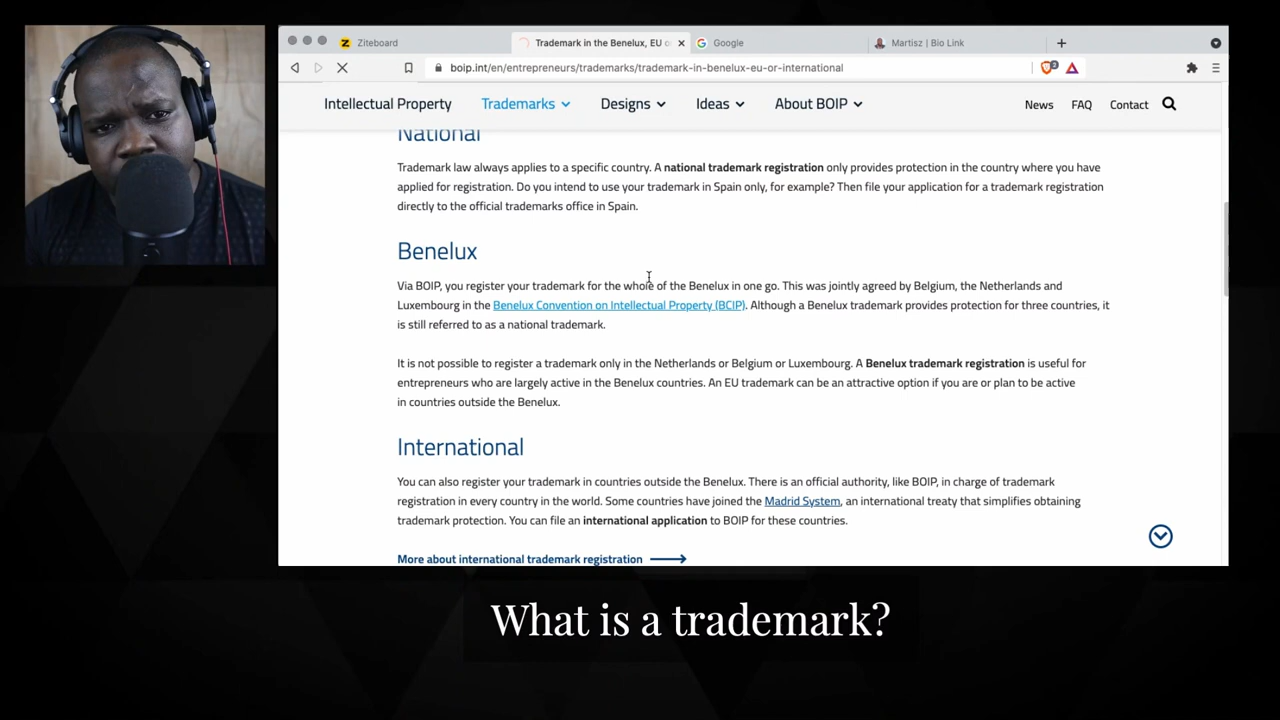 Ziteboard
Trademark in the Benelux, EU o
Google
Martisz | Bio Link
boip.int/en/entrepreneurs/trademarks/trademark-in-benelux-eu-or-international
Intellectual Property
Trademarks
Designs
Ideas
About BOIP
News
FAQ
Contact
National
Trademark law always applies to a specific country. A national trademark registration only provides protection in the country where you have
applied for registration. Do you intend to use your trademark in Spain only, for example? Then file your application for a trademark registration
directly to the official trademarks office in Spain.
Benelux
Via BOIP, you register your trademark for the whole of the Benelux in one go. This was jointly agreed by Belgium, the Netherlands and
Luxembourg in the Benelux Convention on Intellectual Property (BCIP). Although a Benelux trademark provides protection for three countries, it
is still referred to as a national trademark.
It is not possible to register a trademark only in the Netherlands or Belgium or Luxembourg. A Benelux trademark registration is useful for
entrepreneurs who are largely active in the Benelux countries. An EU trademark can be an attractive option if you are or plan to be active
in countries outside the Benelux.
International
You can also register your trademark in countries outside the Benelux. There is an official authority, like BOIP, in charge of trademark
registration in every country in the world. Some countries have joined the Madrid System, an international treaty that simplifies obtaining
trademark protection. You can file an international application to BOIP for these countries.
More about international trademark registration
What is a trademark?